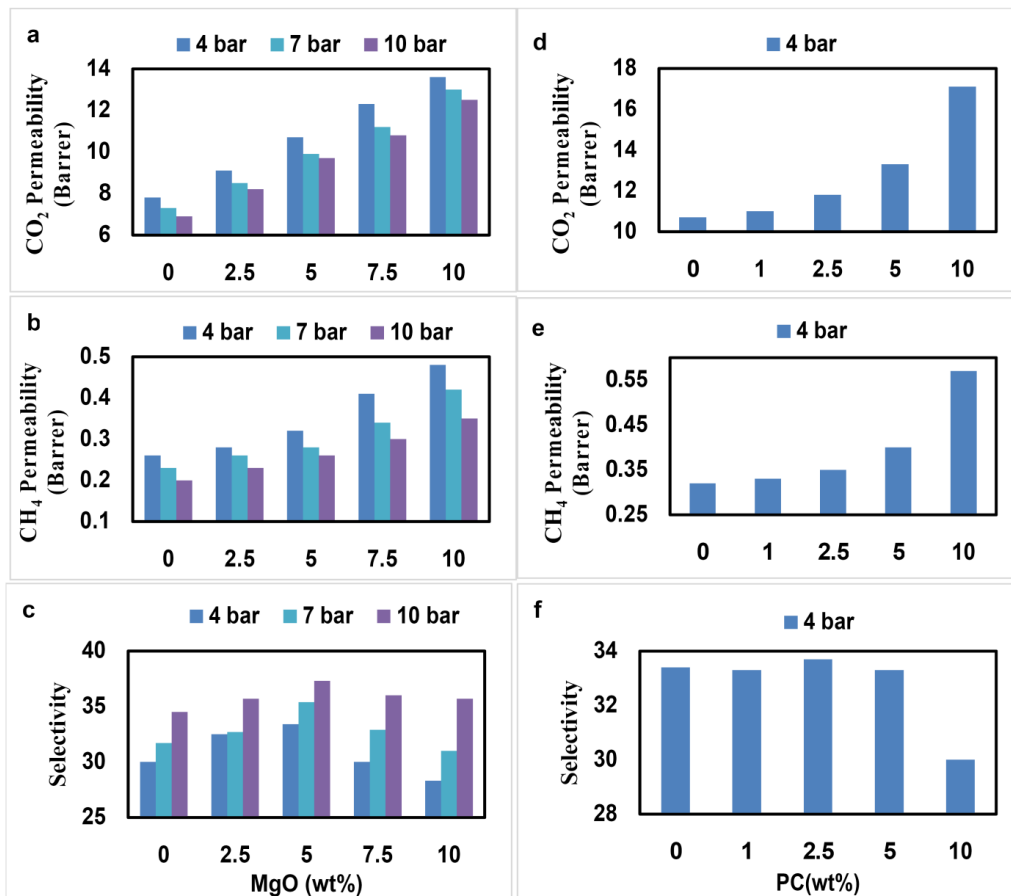 a
4 bar 7 bar 10 bar
CO₂ Permeability
(Barrer)
14
12
10
8
6
0 2.5 5 7.5 10
b
4 bar 7 bar 10 bar
CH₄ Permeability
(Barrer)
0.5
0.4
0.3
0.2
0.1
0 2.5 5 7.5 10
c
4 bar 7 bar 10 bar
Selectivity
40
35
30
25
0 2.5 5 7.5 10
MgO (wt%)
d
4 bar
CO₂ Permeability
(Barrer)
18
16
14
12
10
0 1 2.5 5 10
e
4 bar
CH₄ Permeability
(Barrer)
0.55
0.45
0.35
0.25
0 1 2.5 5 10
f
4 bar
Selectivity
34
32
30
28
0 1 2.5 5 10
PC(wt%)